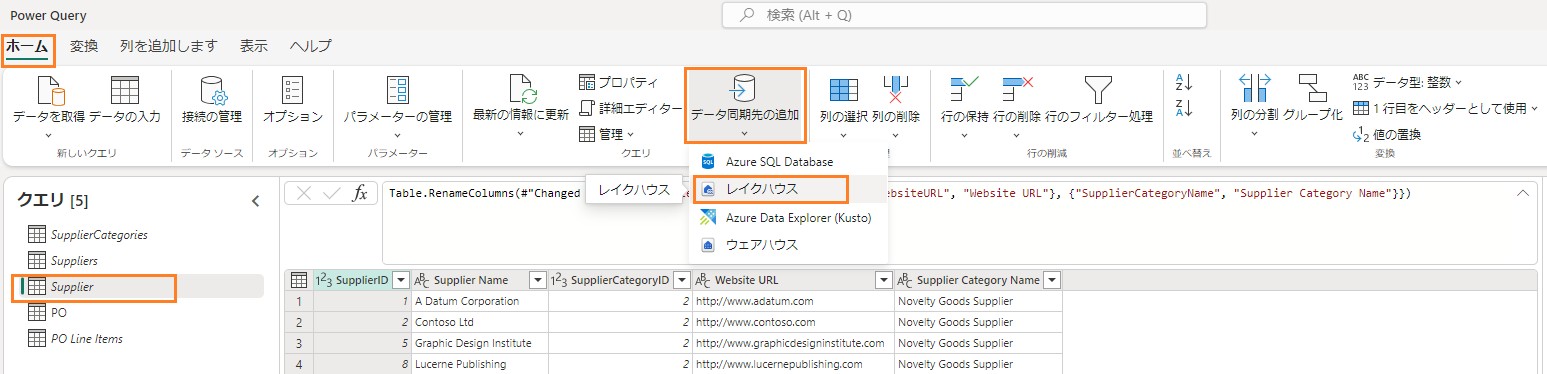 Power Query
検索 (Alt + Q)
ホーム 変換 列を追加します 表示 ヘルプ
データを取得 データの入力
新しいクエリ
接続の管理
データ ソース
オプション
オプション
パラメーターの管理
パラメーター
最新の情報に更新
プロパティ
詳細エディター
管理
クエリ
データ同期先の追加
列の選択 列の削除
理
行の保持 行の削除 行のフィルター処理
行の削減
並べ替え
列の分割 グループ化
データ型: 整数
1 行目をヘッダーとして使用
値の置換
変換
Azure SQL Database
レイクハウス
レイクハウス
Azure Data Explorer (Kusto)
ウェアハウス
クエリ [5]
SupplierCategories
Suppliers
Supplier
PO
PO Line Items
fx
Table.RenameColumns(#"Changed ebsiteURL", "Website URL"}, {"SupplierCategoryName", "Supplier Category Name"}})
SupplierID Supplier Name SupplierCategoryID Website URL Supplier Category Name
1 1 A Datum Corporation 2 http://www.adatum.com Novelty Goods Supplier
2 2 Contoso Ltd 2 http://www.contoso.com Novelty Goods Supplier
3 5 Graphic Design Institute 2 http://www.graphicdesigninstitute.com Novelty Goods Supplier
4 8 Lucerne Publishing 2 http://www.lucernepublishing.com Novelty Goods Supplier